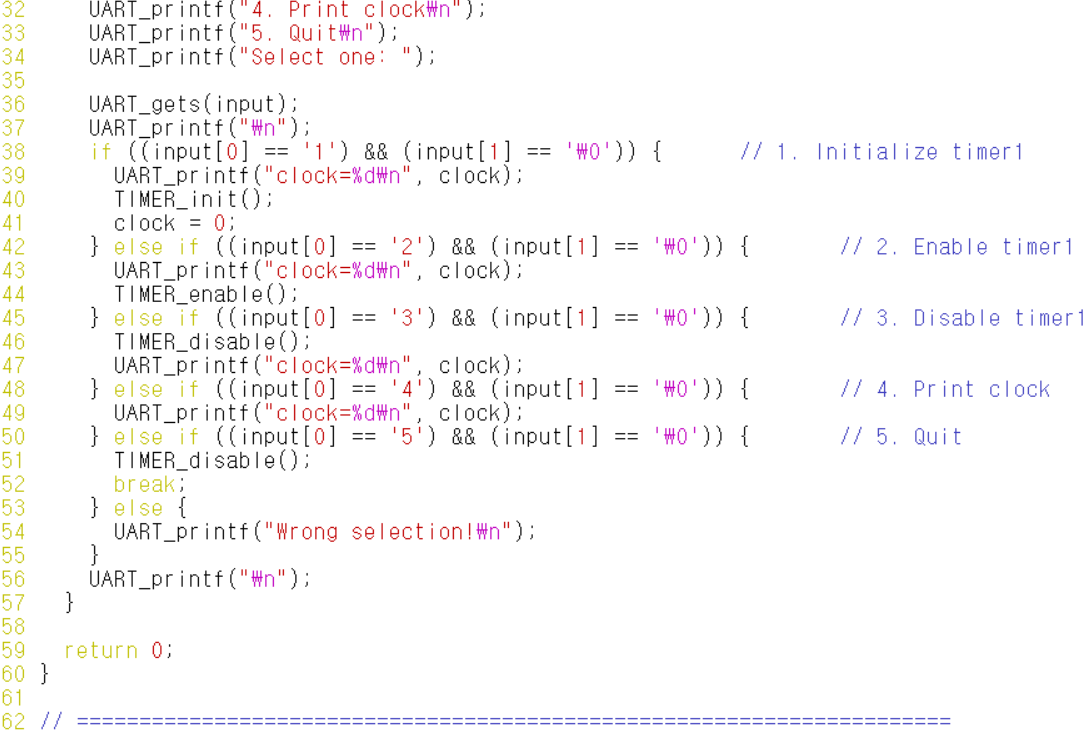 32     UART_printf("4. Print clock₩n");
33     UART_printf("5. Quit₩n");
34     UART_printf("Select one: ");
35
36     UART_gets(input);
37     UART_printf("₩n");
38     if ((input[0] == '1') && (input[1] == '₩0')) {      // 1. Initialize timer1
39       UART_printf("clock=%d₩n", clock);
40       TIMER_init();
41       clock = 0;
42     } else if ((input[0] == '2') && (input[1] == '₩0')) {       // 2. Enable timer1
43       UART_printf("clock=%d₩n", clock);
44       TIMER_enable();
45     } else if ((input[0] == '3') && (input[1] == '₩0')) {       // 3. Disable timer1
46       TIMER_disable();
47       UART_printf("clock=%d₩n", clock);
48     } else if ((input[0] == '4') && (input[1] == '₩0')) {       // 4. Print clock
49       UART_printf("clock=%d₩n", clock);
50     } else if ((input[0] == '5') && (input[1] == '₩0')) {       // 5. Quit
51       TIMER_disable();
52       break;
53     } else {
54       UART_printf("Wrong selection!₩n");
55     }
56     UART_printf("₩n");
57   }
58
59   return 0;
60 }
61
62 // ======================================================================